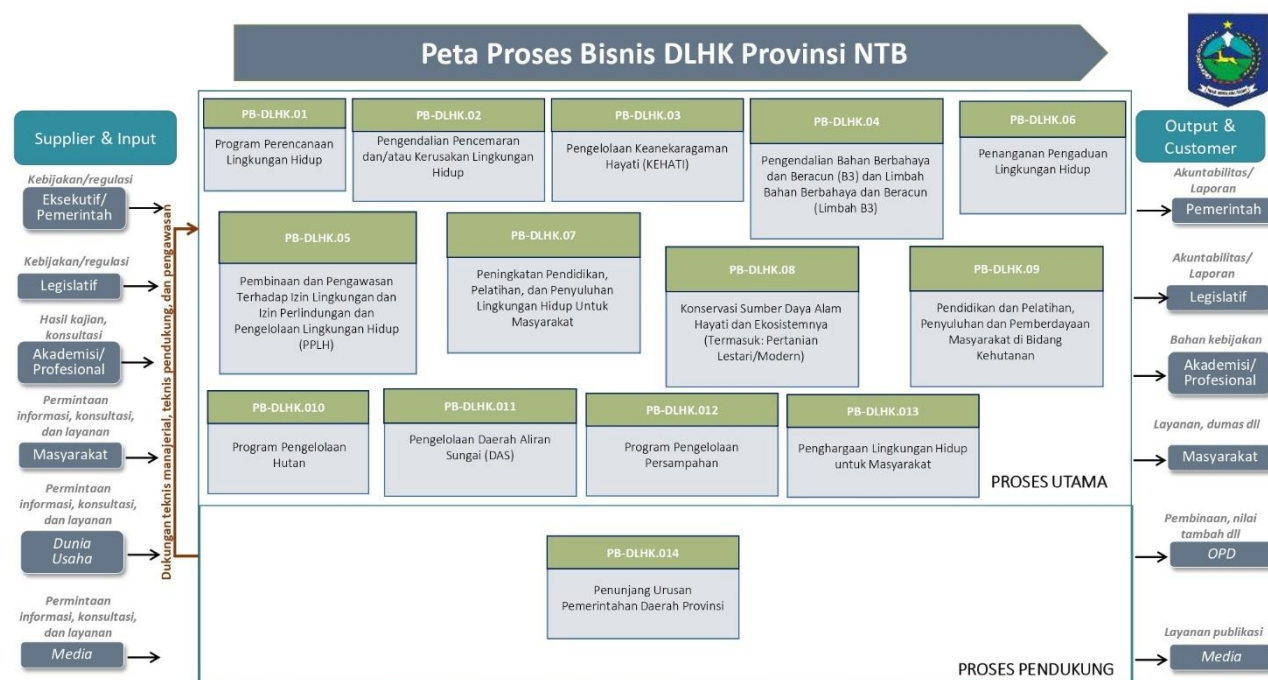 Peta Proses Bisnis DLHK Provinsi NTB
Supplier & Input
Kebijakan/regulasi
Eksekutif/
Pemerintah
Kebijakan/regulasi
Legislatif
Hasil kajian,
konsultasi
Akademisi/
Profesional
Permintaan
informasi, konsultasi,
dan layanan
Masyarakat
Permintaan
informasi, konsultasi,
dan layanan
Dunia
Usaha
Permintaan
informasi, konsultasi,
dan layanan
Media
Dukungan teknis manajerial, teknis pendukung, dan pengawasan
PB-DLHK.01
Program Perencanaan
Lingkungan Hidup
PB-DLHK.02
Pengendalian Pencemaran
dan/atau Kerusakan Lingkungan
Hidup
PB-DLHK.03
Pengelolaan Keanekaragaman
Hayati (KEHATI)
PB-DLHK.04
Pengendalian Bahan Berbahaya
dan Beracun (B3) dan Limbah
Bahan Berbahaya dan Beracun
(Limbah B3)
PB-DLHK.06
Penanganan Pengaduan
Lingkungan Hidup
PB-DLHK.05
Pembinaan dan Pengawasan
Terhadap Izin Lingkungan dan
Izin Perlindungan dan
Pengelolaan Lingkungan Hidup
(PPLH)
PB-DLHK.07
Peningkatan Pendidikan,
Pelatihan, dan Penyuluhan
Lingkungan Hidup Untuk
Masyarakat
PB-DLHK.08
Konservasi Sumber Daya Alam
Hayati dan Ekosistemnya
(Termasuk: Pertanian
Lestari/Modern)
PB-DLHK.09
Pendidikan dan Pelatihan,
Penyuluhan dan Pemberdayaan
Masyarakat di Bidang
Kehutanan
PB-DLHK.010
Program Pengelolaan
Hutan
PB-DLHK.011
Pengelolaan Daerah Aliran
Sungai (DAS)
PB-DLHK.012
Program Pengelolaan
Persampahan
PB-DLHK.013
Penghargaan Lingkungan Hidup
untuk Masyarakat
PROSES UTAMA
PB-DLHK.014
Penunjang Urusan
Pemerintahan Daerah Provinsi
PROSES PENDUKUNG
Output &
Customer
Akuntabilitas/
Laporan
Pemerintah
Akuntabilitas/
Laporan
Legislatif
Bahan kebijakan
Akademisi/
Profesional
Layanan, dumas dll
Masyarakat
Pembinaan, nilai
tambah dll
OPD
Layanan publikasi
Media